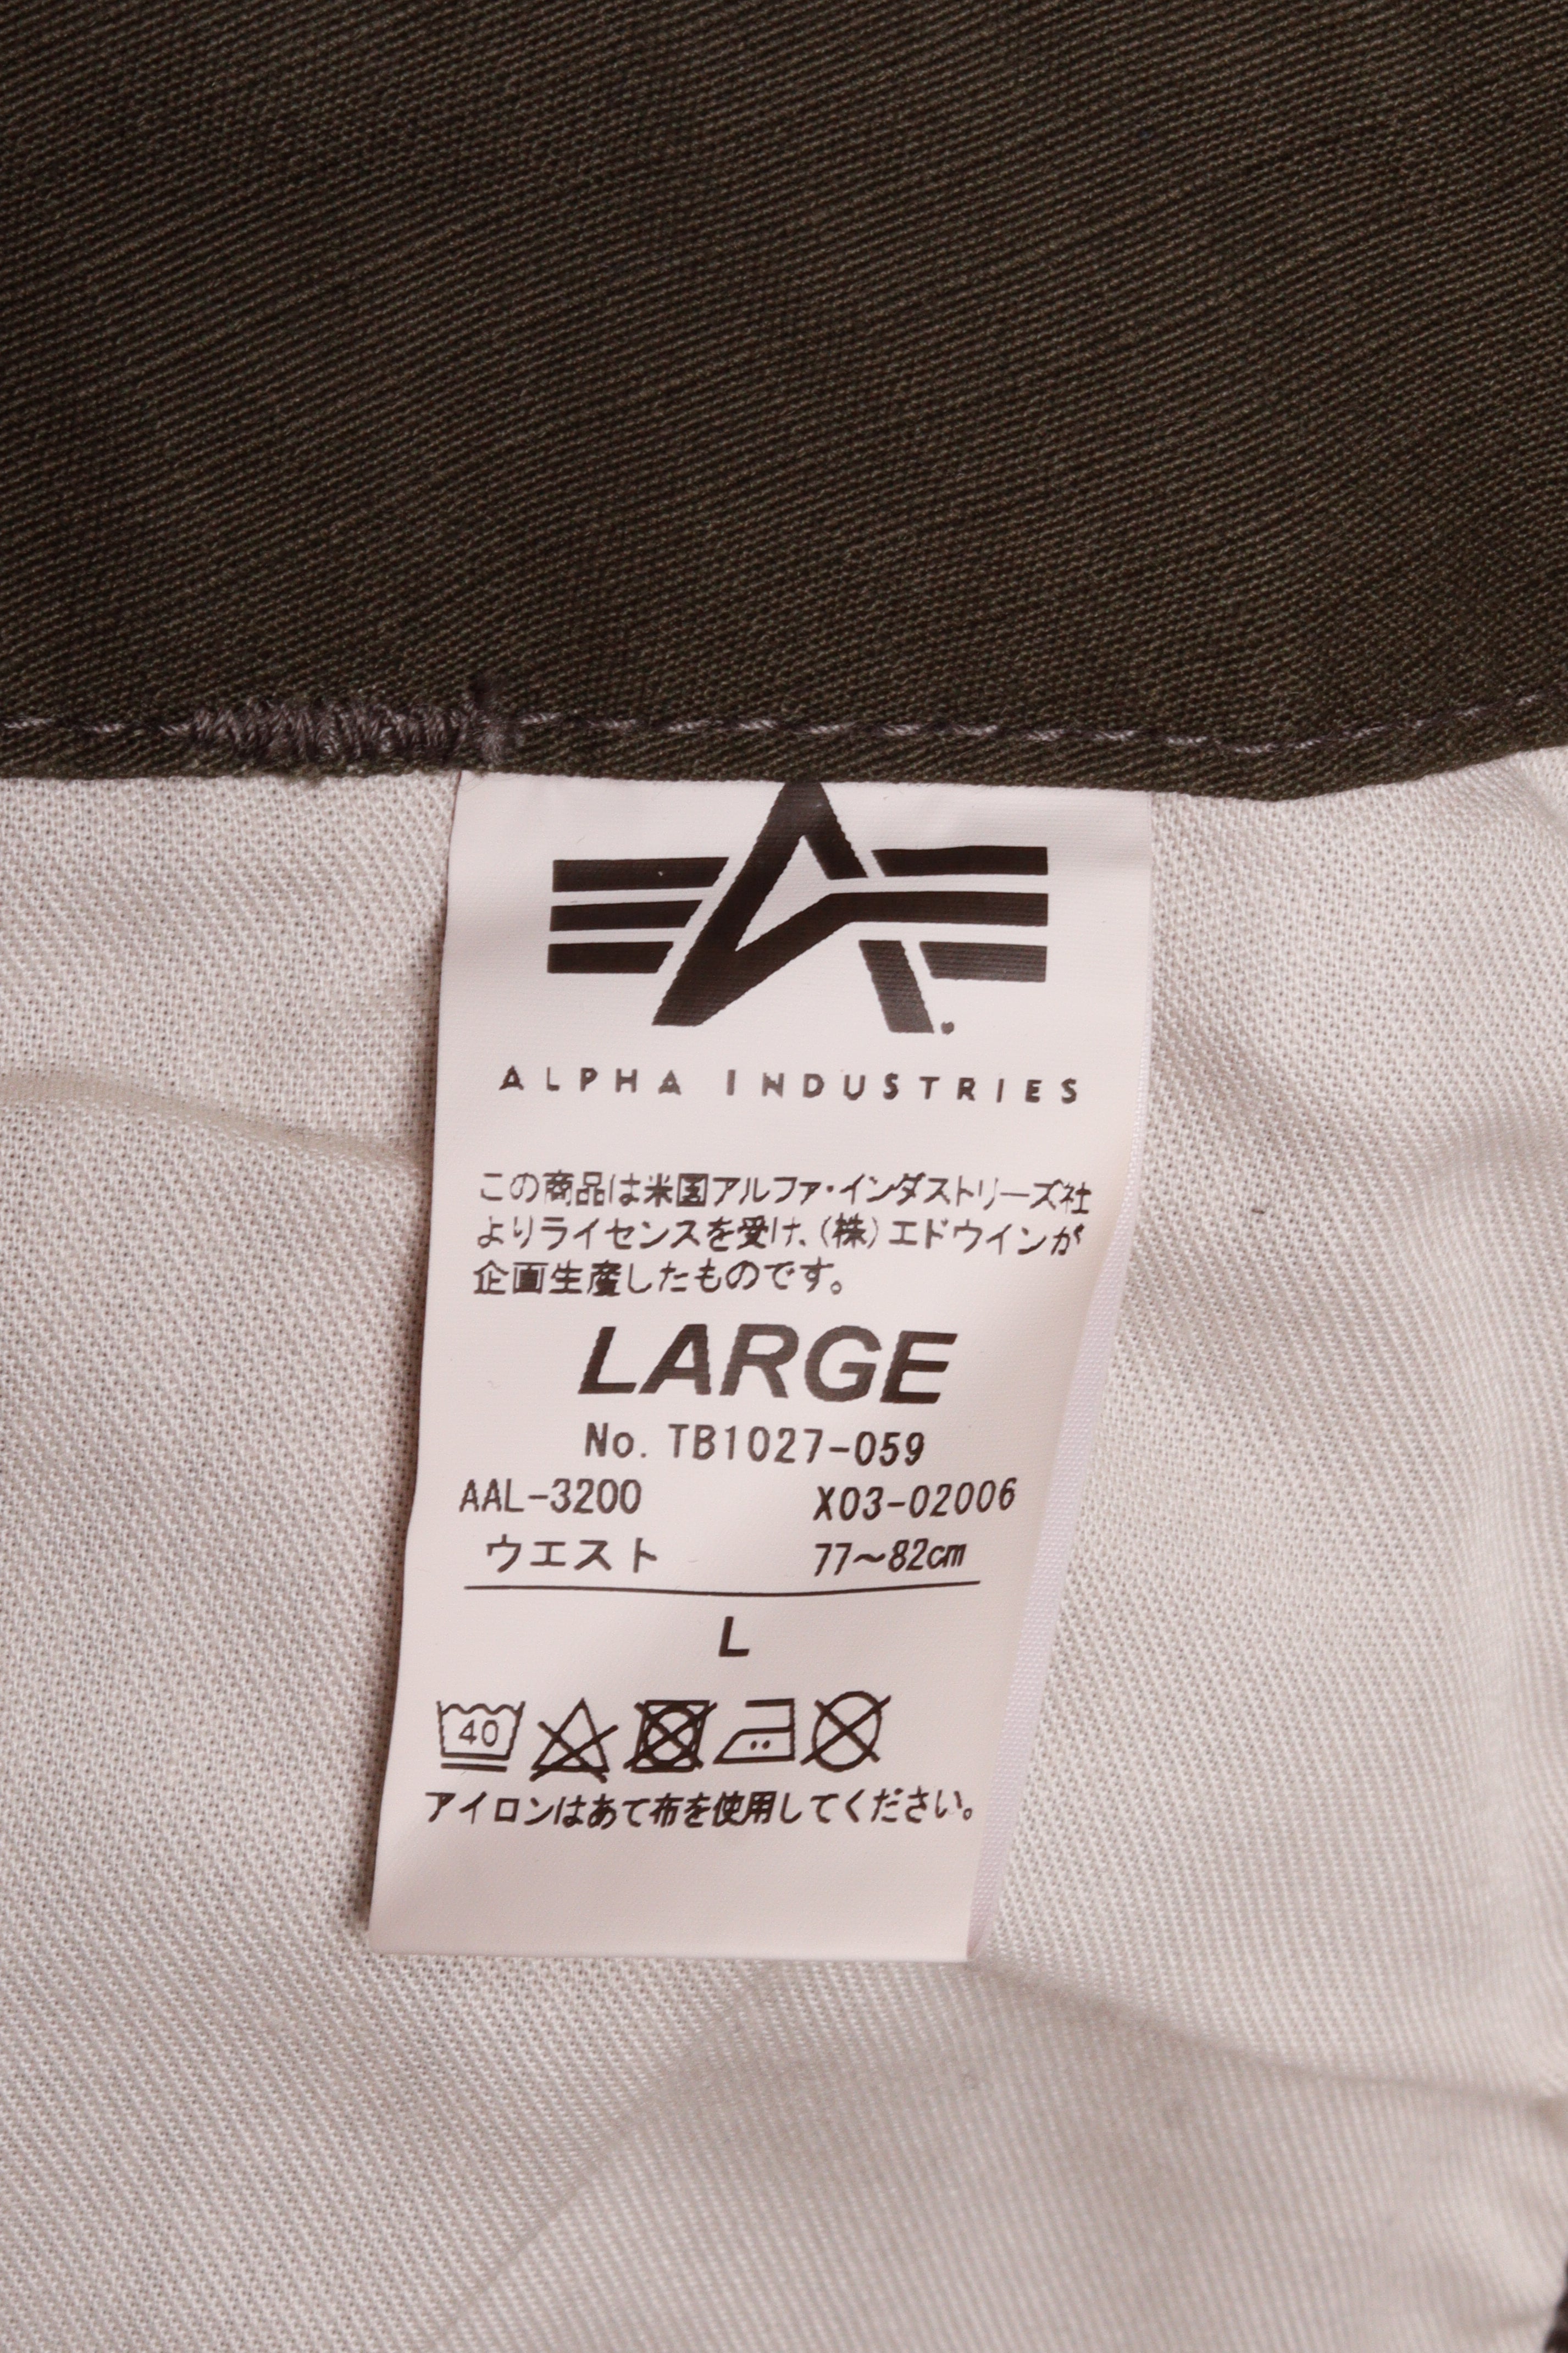 ALPHA INDUSTRIES
この商品は米国アルファ・インダストリーズ社
よりライセンスを受け、(株)エドウインが
企画生産したものです。
LARGE
No. TB1027-059
AAL-3200 X03-02006
ウエスト 77~82cm
L
40
アイロンはあて布を使用してください。